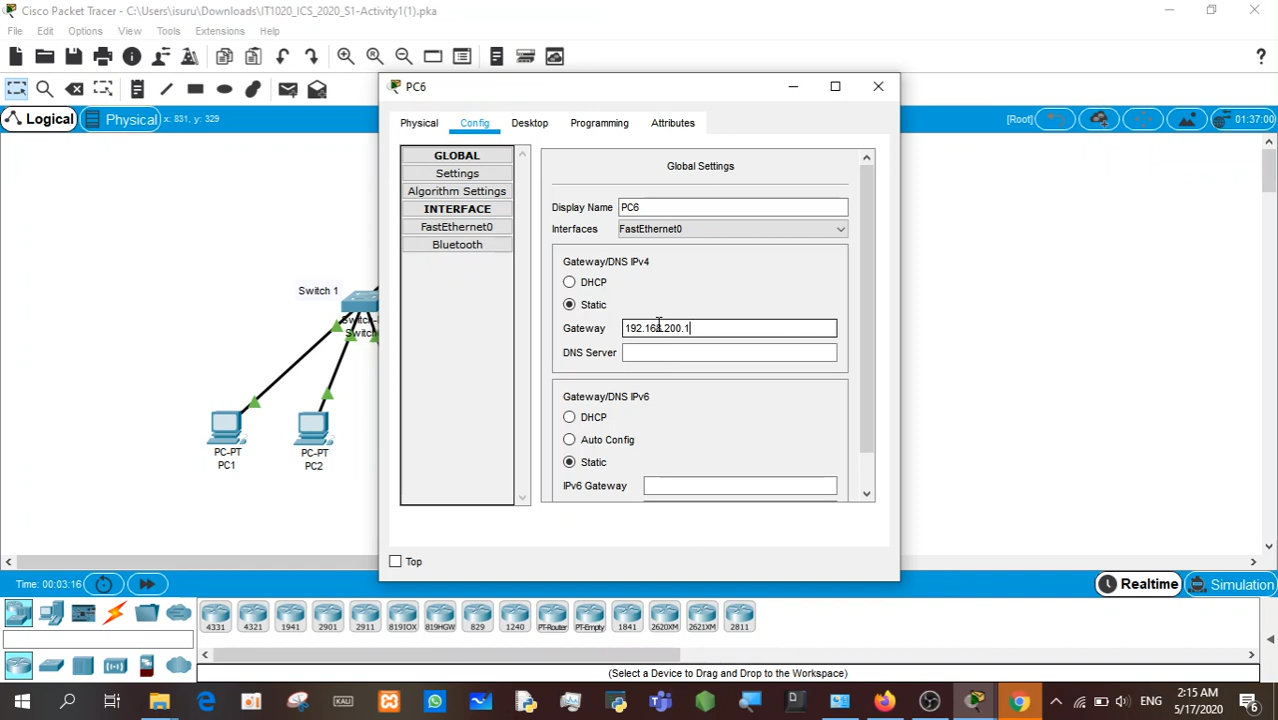 Cisco Packet Tracer - C:\Users\isuru\Downloads\IT1020_ICS_2020_S1-Activity1(1).pka
File Edit Options View Tools Extensions Help
Logical Physical x: 831, y: 329
[Root] 01:37:00
PC6
Physical Config Desktop Programming Attributes
GLOBAL
Settings
Algorithm Settings
INTERFACE
FastEthernet0
Bluetooth
Global Settings
Display Name PC6
Interfaces FastEthernet0
Gateway/DNS IPv4
DHCP
Static
Gateway 192.168.200.1
DNS Server
Gateway/DNS IPv6
DHCP
Auto Config
Static
IPv6 Gateway
Top
Switch 1
PC-PT
PC1
PC-PT
PC2
Time: 00:03:16
Realtime Simulation
4331 4321 1941 2901 2911 819IOX 819HGW 829 1240 PT-Router PT-Empty 1841 2620XM 2621XM 2811
(Select a Device to Drag and Drop to the Workspace)
KALI
ENG
2:15 AM
5/17/2020
6